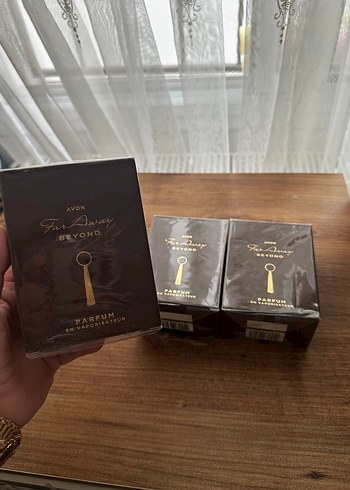 AVON
Far Away
BEYOND
PARFUM
EN VAPORISATEUR
AVON
Far Away
BEYOND
PARFUM
EN VAPORISATEUR
AVON
Far Away
BEYOND
PARFUM
EN VAPORISATEUR